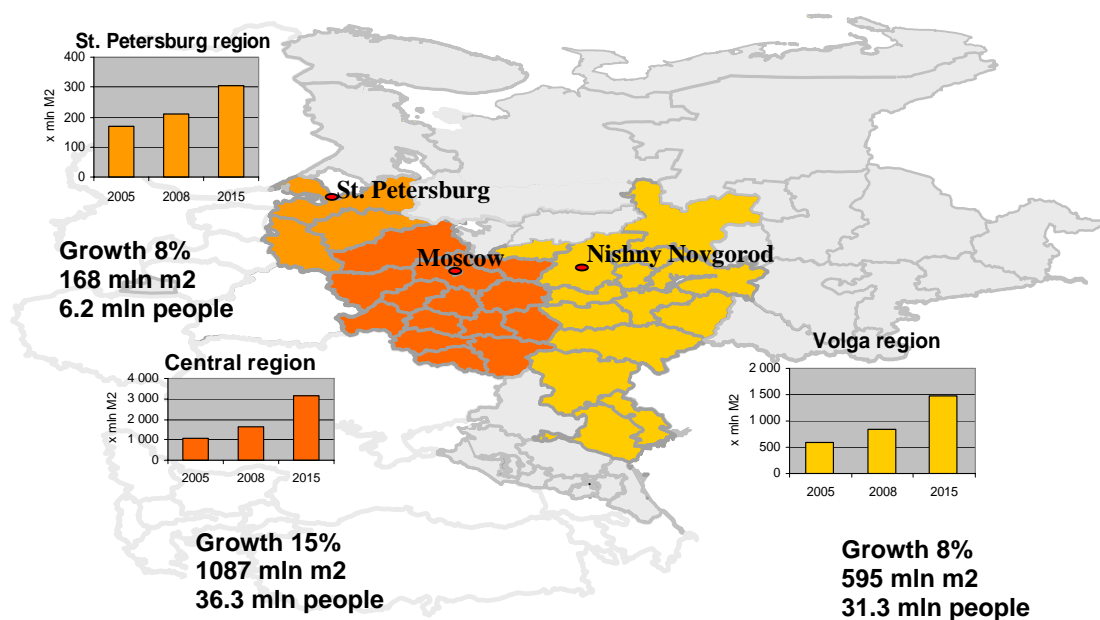 St. Petersburg region
400
300
200
100
0
x mln M2
2005 2008 2015
St. Petersburg
Growth 8%
168 mln m2
6.2 mln people
Moscow
Nishny Novgorod
Central region
4 000
3 000
2 000
1 000
0
x mln M2
2005 2008 2015
Growth 15%
1087 mln m2
36.3 mln people
Volga region
2 000
1 500
1 000
500
0
x mln M2
2005 2008 2015
Growth 8%
595 mln m2
31.3 mln people